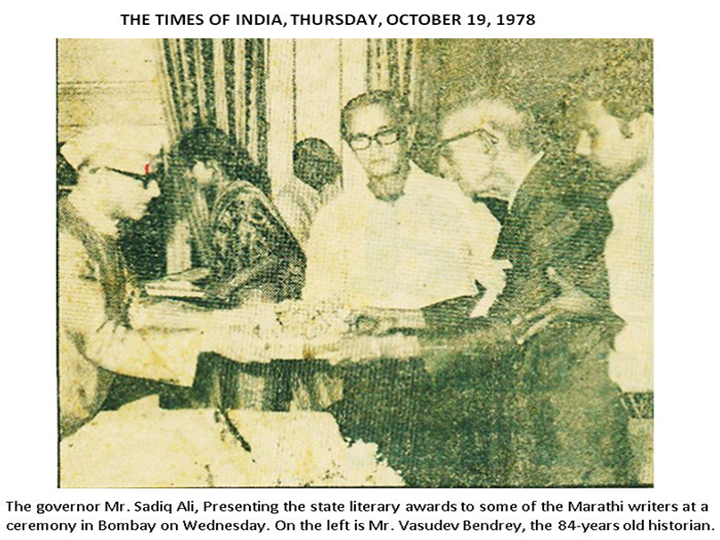 THE TIMES OF INDIA, THURSDAY, OCTOBER 19, 1978
The governor Mr. Sadiq Ali, Presenting the state literary awards to some of the Marathi writers at a
ceremony in Bombay on Wednesday. On the left is Mr. Vasudev Bendrey, the 84-years old historian.